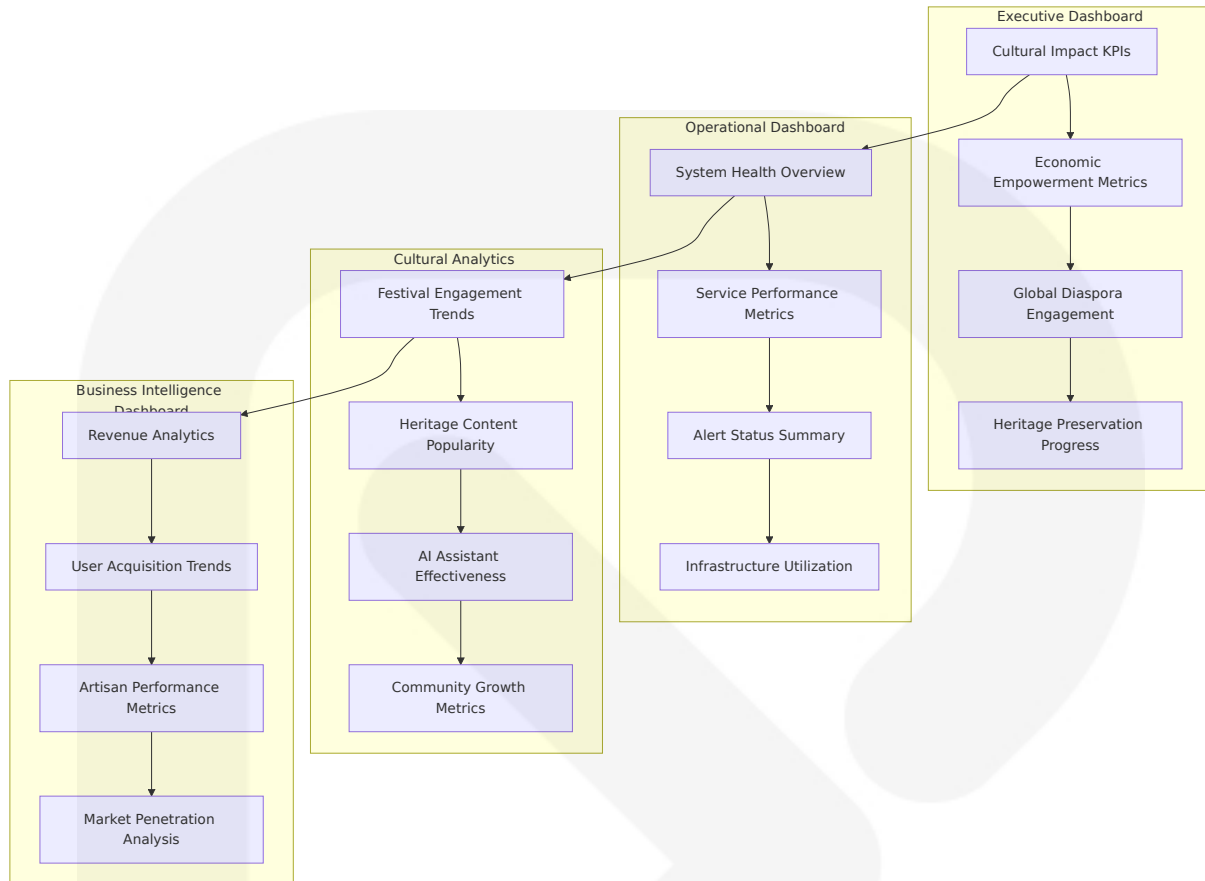 Executive Dashboard
Cultural Impact KPIs
Economic
Empowerment Metrics
Global Diaspora
Engagement
Heritage Preservation
Progress
Operational Dashboard
System Health Overview
Service Performance
Metrics
Alert Status Summary
Infrastructure Utilization
Cultural Analytics
Festival Engagement
Trends
Heritage Content
Popularity
AI Assistant
Effectiveness
Community Growth
Metrics
Business Intelligence
Dashboard
Revenue Analytics
User Acquisition Trends
Artisan Performance
Metrics
Market Penetration
Analysis